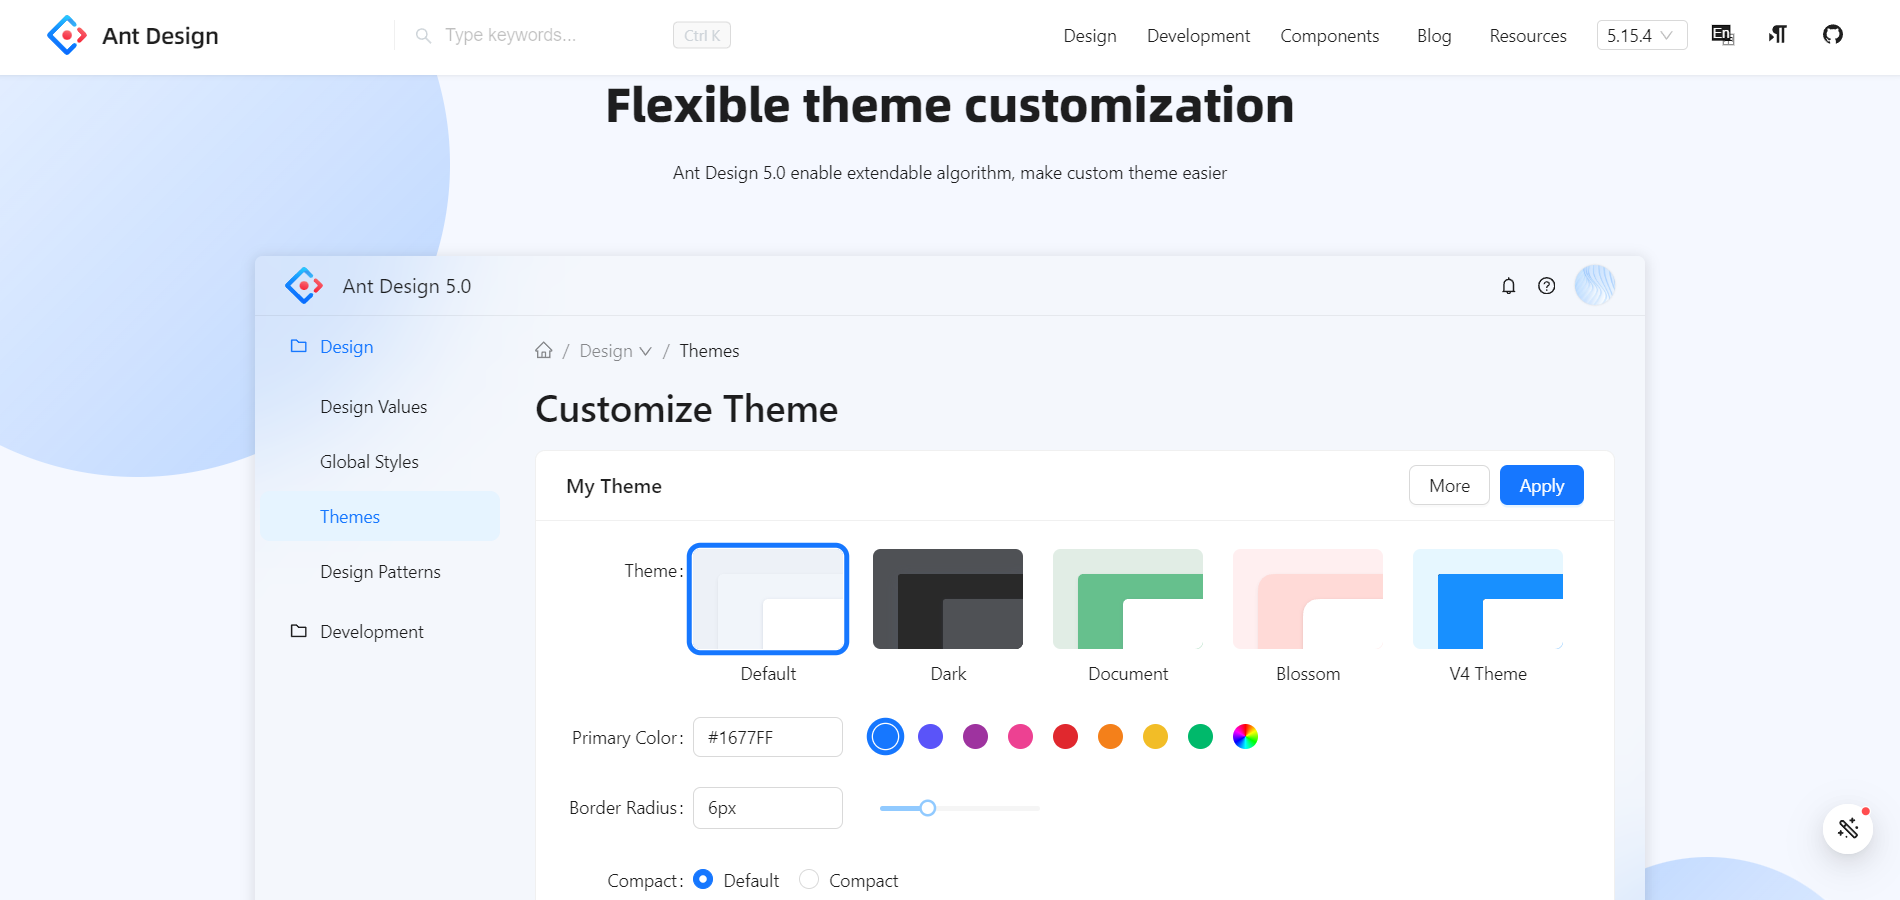 Ant Design
Type keywords...
Ctrl K
Design
Development
Components
Blog
Resources
5.15.4
En
Flexible theme customization
Ant Design 5.0 enable extendable algorithm, make custom theme easier
Ant Design 5.0
Design
Design Values
Global Styles
Themes
Design Patterns
Development
/ Design / Themes
Customize Theme
My Theme
More
Apply
Theme:
Default
Dark
Document
Blossom
V4 Theme
Primary Color: #1677FF
Border Radius: 6px
Compact: Default Compact